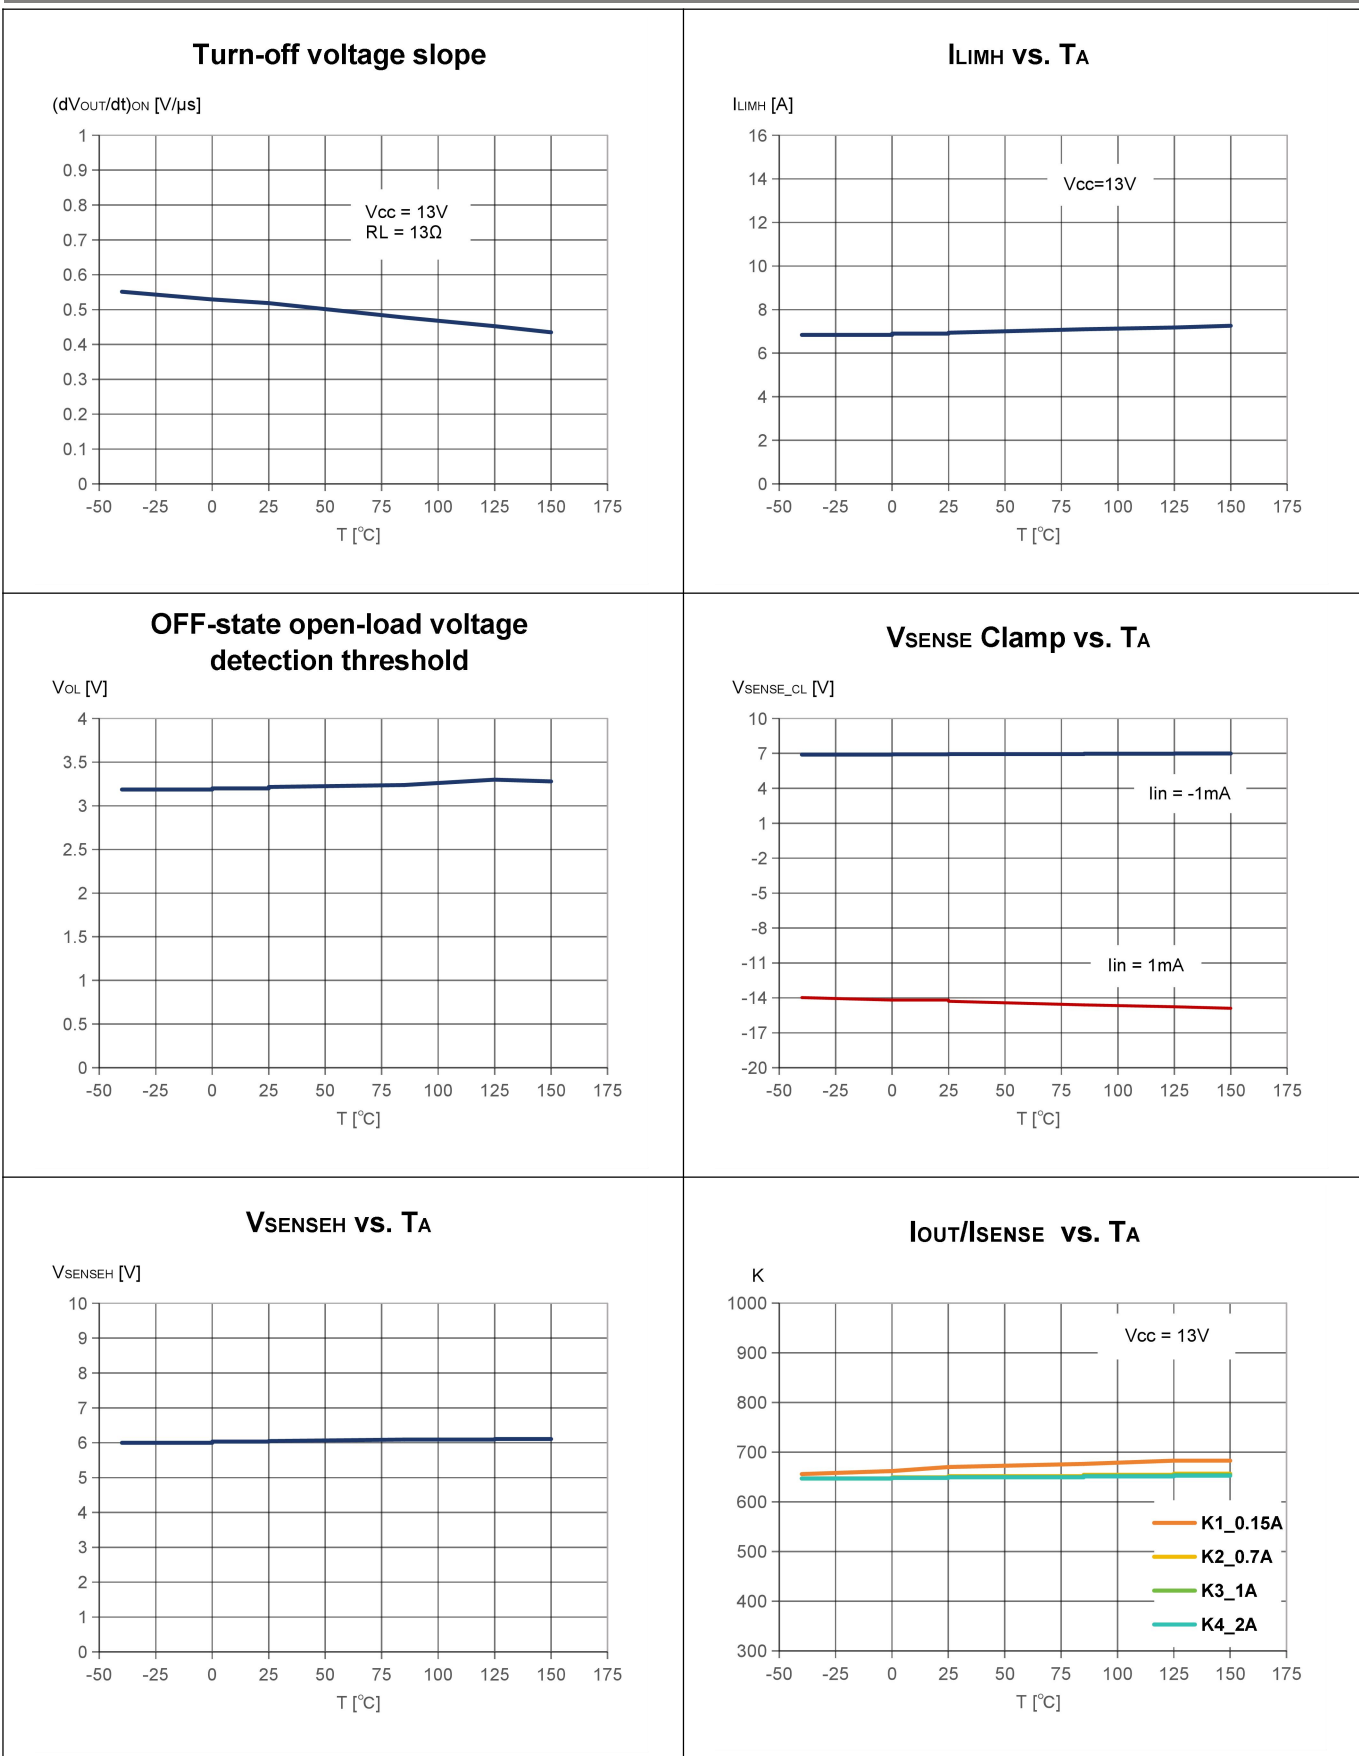 Turn-off voltage slope
(dVOUT/dt)ON [V/µs]
1
0.9
0.8
0.7
0.6
0.5
0.4
0.3
0.2
0.1
0
Vcc = 13V
RL = 13Ω
-50 -25 0 25 50 75 100 125 150 175
T [°C]
ILIMH vs. TA
ILIMH [A]
16
14
12
10
8
6
4
2
0
Vcc=13V
-50 -25 0 25 50 75 100 125 150 175
T [°C]
OFF-state open-load voltage
detection threshold
VOL [V]
4
3.5
3
2.5
2
1.5
1
0.5
0
-50 -25 0 25 50 75 100 125 150 175
T [°C]
VSENSE Clamp vs. TA
VSENSE_CL [V]
10
7
4
1
-2
-5
-8
-11
-14
-17
-20
Iin = -1mA
Iin = 1mA
-50 -25 0 25 50 75 100 125 150 175
T [°C]
VSENSEH vs. TA
VSENSEH [V]
10
9
8
7
6
5
4
3
2
1
0
-50 -25 0 25 50 75 100 125 150 175
T [°C]
IOUT/ISENSE vs. TA
K
1000
900
800
700
600
500
400
300
Vcc = 13V
K1_0.15A
K2_0.7A
K3_1A
K4_2A
-50 -25 0 25 50 75 100 125 150 175
T [°C]